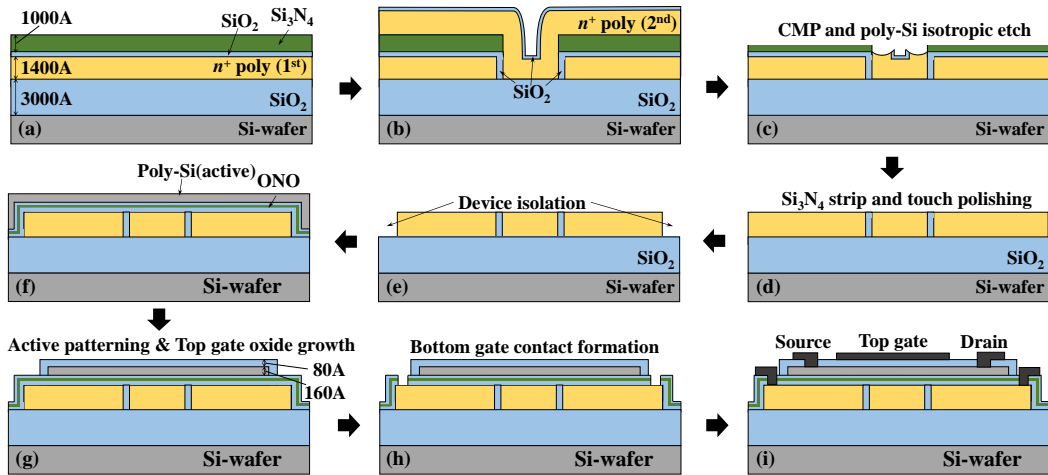 1000A
SiO₂
Si₃N₄
1400A
n⁺ poly (1ˢᵗ)
3000A
SiO₂
(a)
Si-wafer
n⁺ poly (2ⁿᵈ)
SiO₂
SiO₂
(b)
Si-wafer
CMP and poly-Si isotropic etch
(c)
Si-wafer
Poly-Si(active)
ONO
(f)
Si-wafer
Device isolation
SiO₂
(e)
Si-wafer
Si₃N₄ strip and touch polishing
SiO₂
(d)
Si-wafer
Active patterning & Top gate oxide growth
80A
160A
(g)
Si-wafer
Bottom gate contact formation
(h)
Si-wafer
Source
Top gate
Drain
(i)
Si-wafer